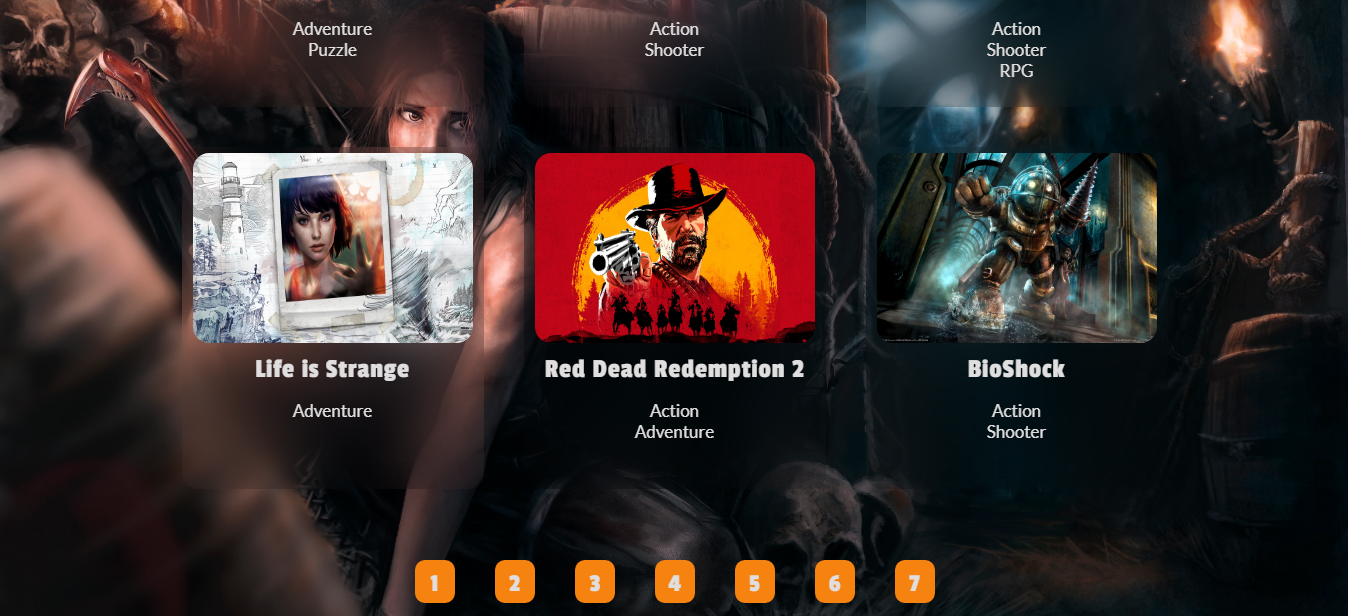 Adventure
Puzzle
Action
Shooter
Action
Shooter
RPG
Life is Strange
Adventure
Red Dead Redemption 2
Action
Adventure
BioShock
Action
Shooter
1 2 3 4 5 6 7